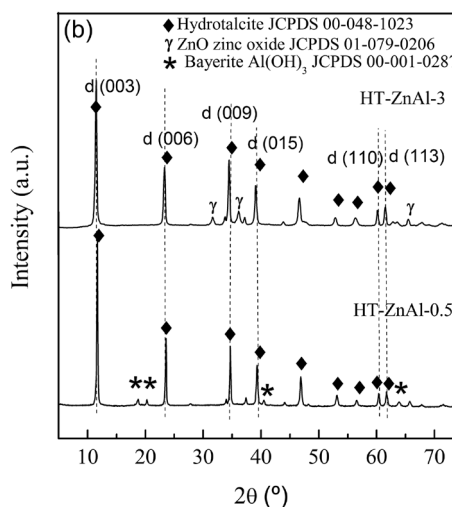 (b)
◆ Hydrotalcite JCPDS 00-048-1023
γ ZnO zinc oxide JCPDS 01-079-0206
* Bayerite Al(OH)3 JCPDS 00-001-0287
d (003)
d (006)
d (009)
d (015)
HT-ZnAl-3
d (110)
d (113)
γ
γ
γ
HT-ZnAl-0.5
**
*
*
Intensity (a.u.)
10 20 30 40 50 60 70
2θ (º)